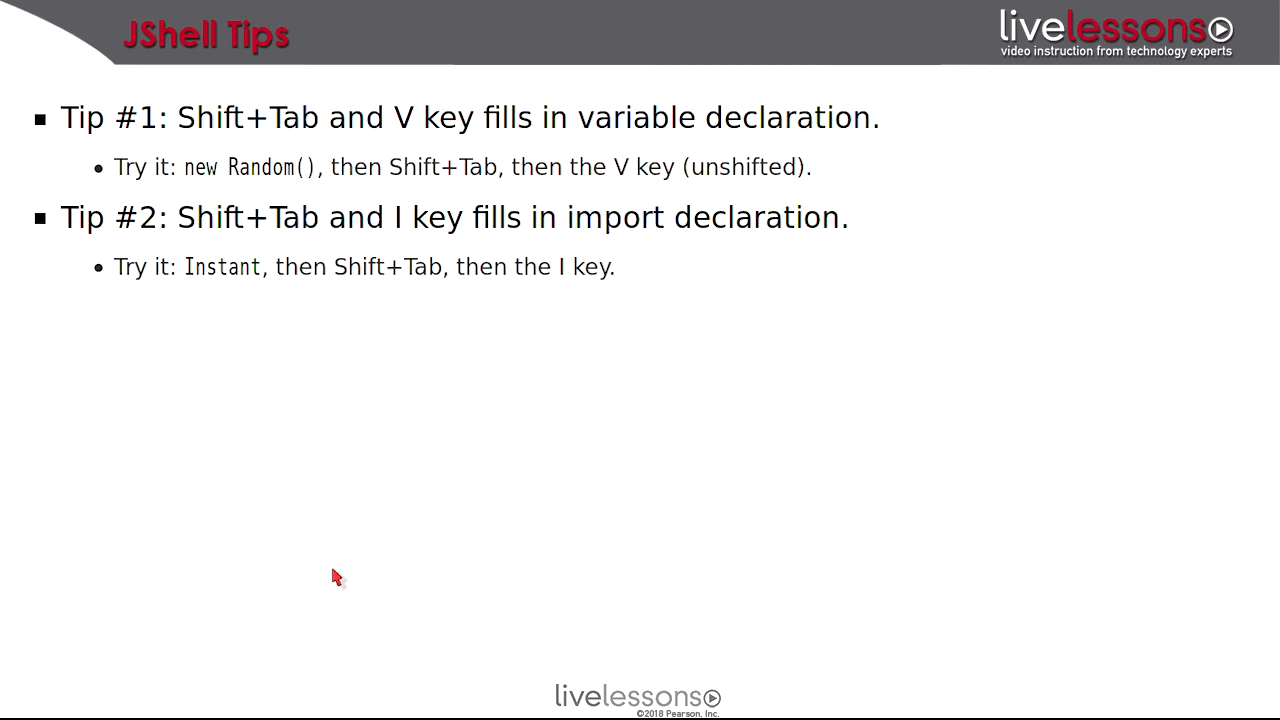 JShell Tips
livelessons
video instruction from technology experts
Tip #1: Shift+Tab and V key fills in variable declaration.
Try it: new Random(), then Shift+Tab, then the V key (unshifted).
Tip #2: Shift+Tab and I key fills in import declaration.
Try it: Instant, then Shift+Tab, then the I key.
livelessons
©2018 Pearson, Inc.